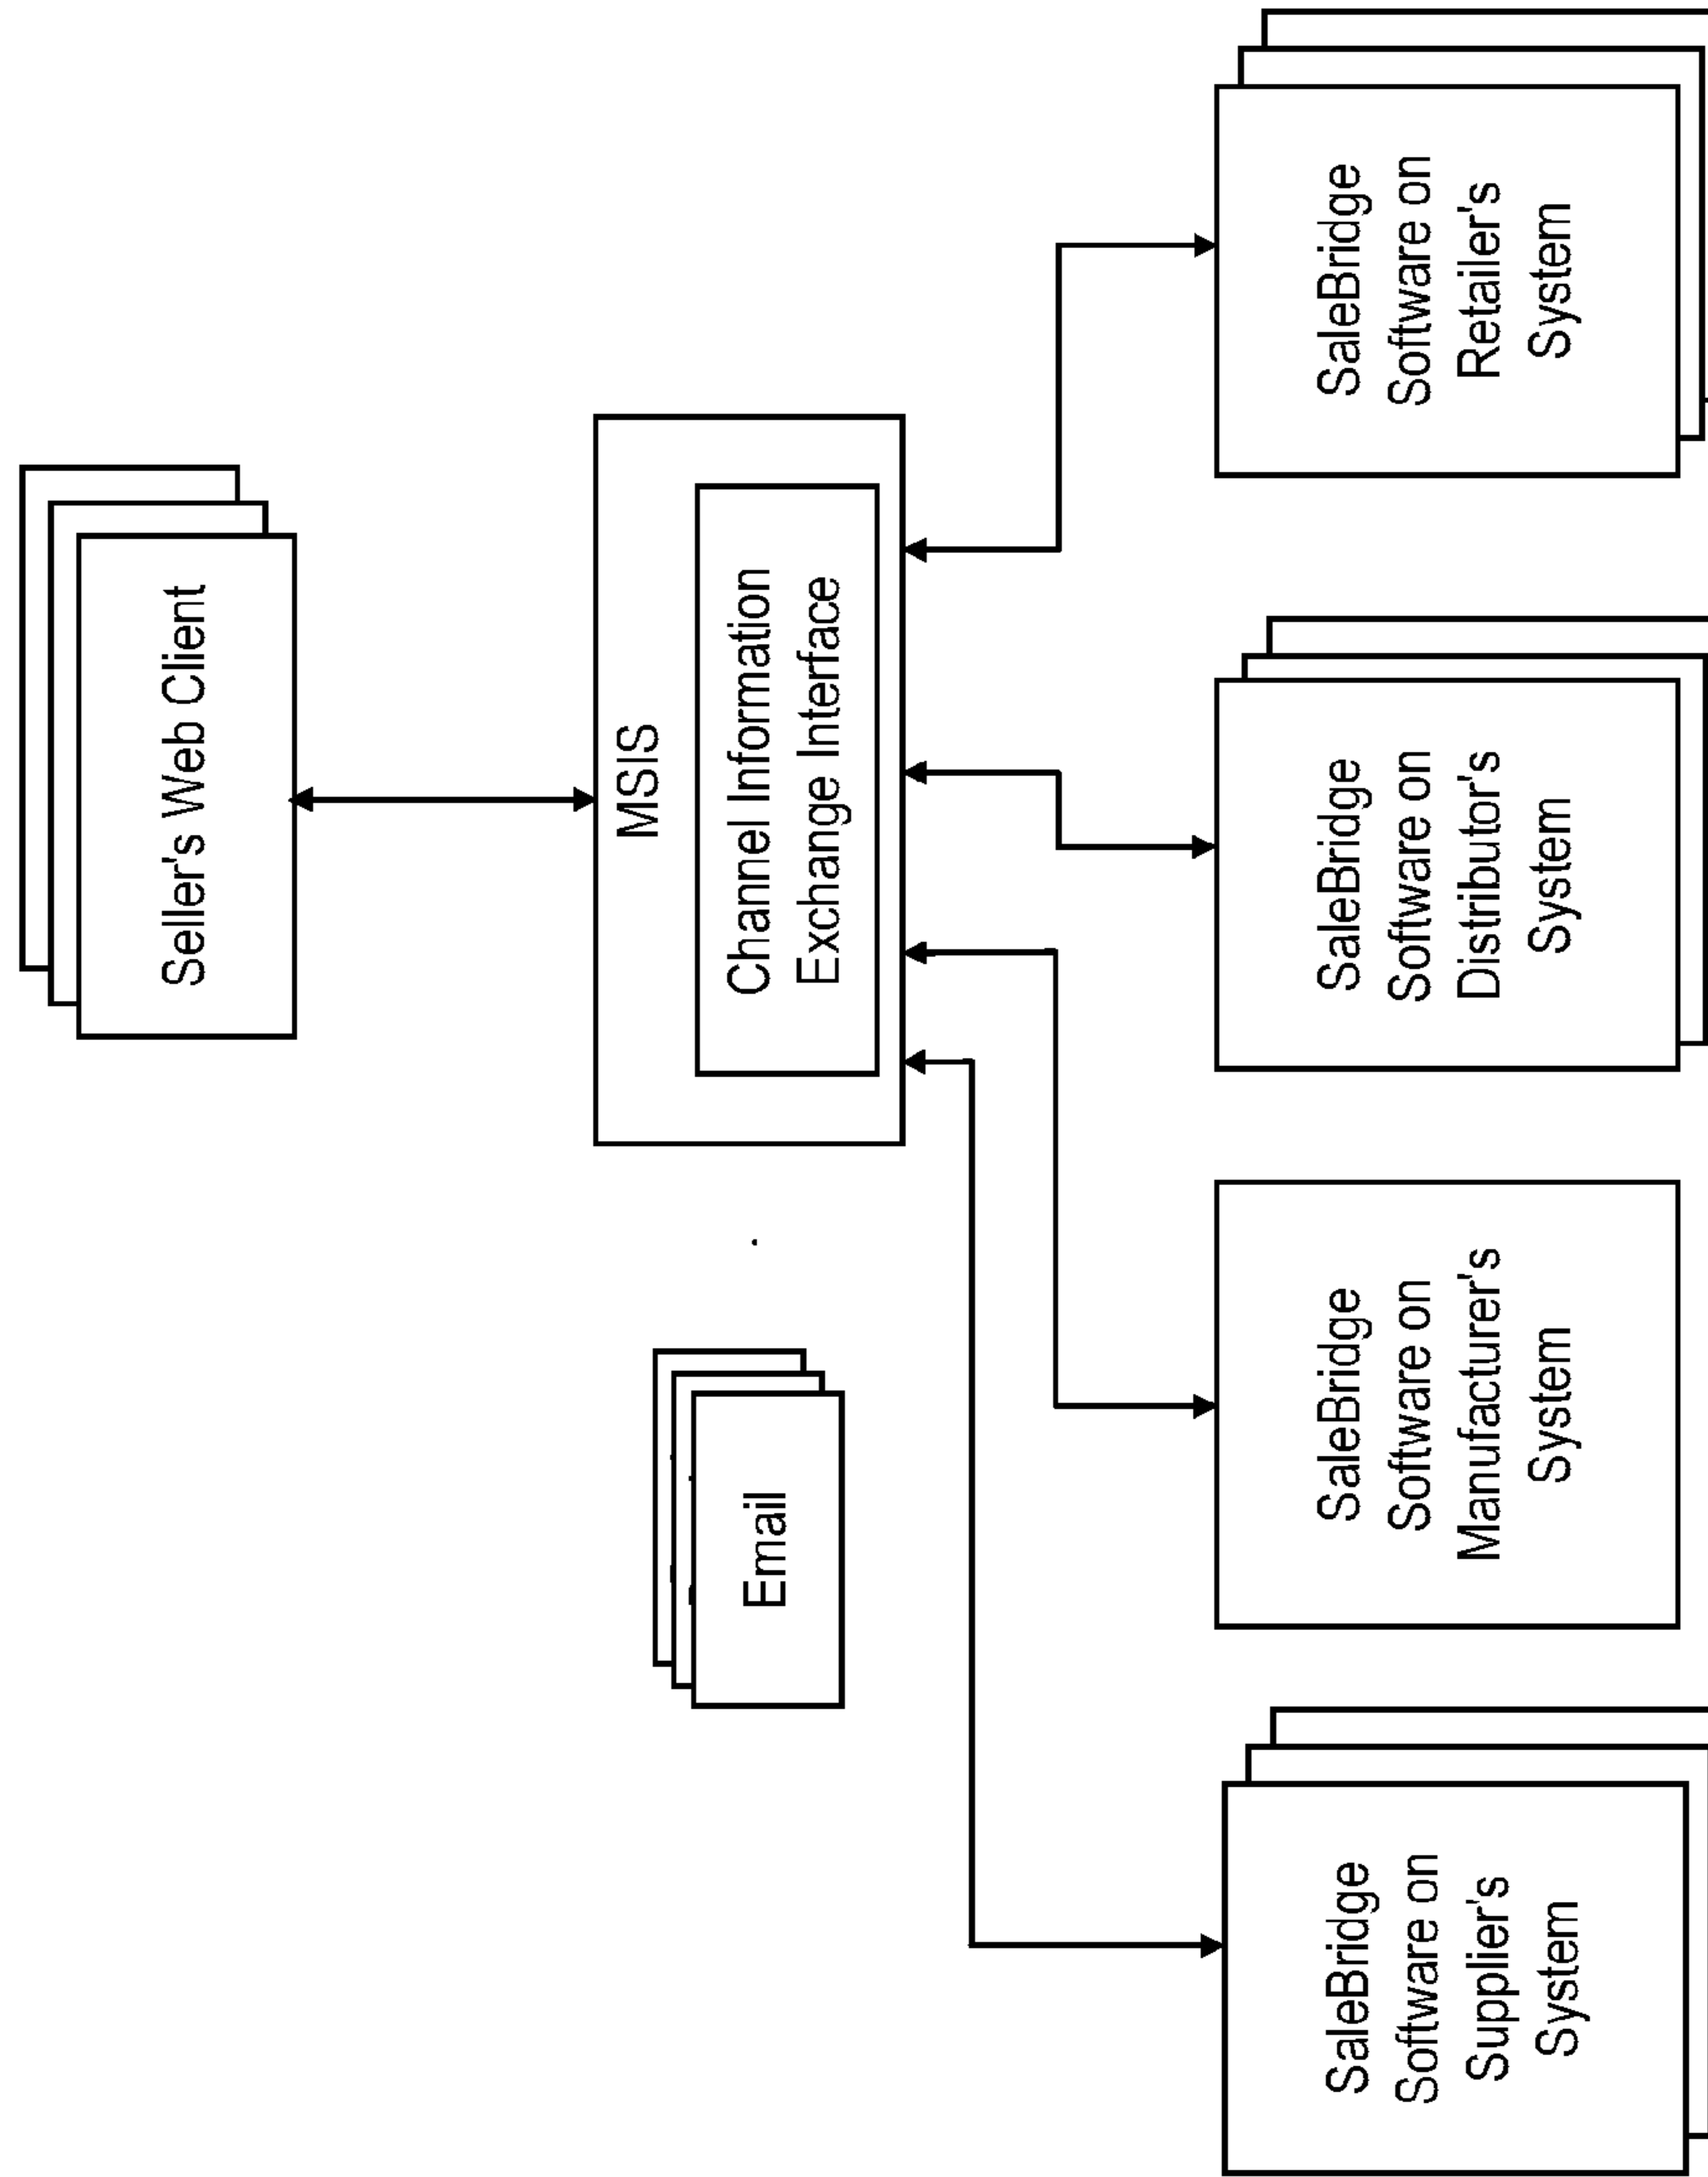 Seller's Web Client
MSIS
Channel Information
Exchange Interface
Email
SaleBridge
Software on
Supplier's
System
SaleBridge
Software on
Manufacturer's
System
SaleBridge
Software on
Distributor's
System
SaleBridge
Software on
Retailer's
System